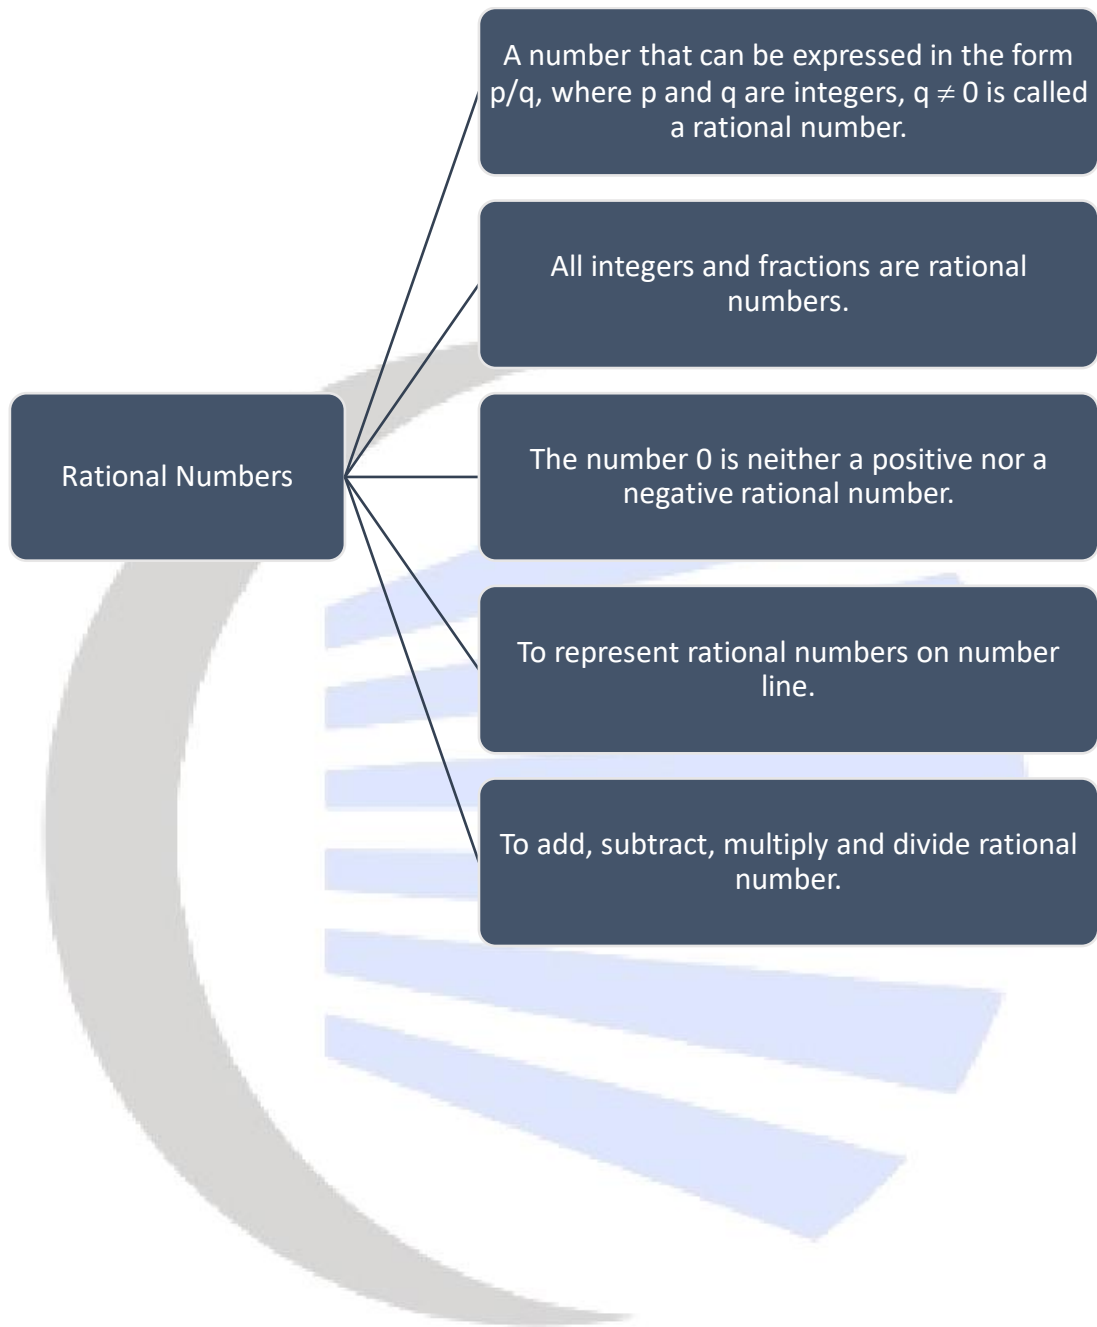 A number that can be expressed in the form
p/q, where p and q are integers, q ≠ 0 is called
a rational number.
All integers and fractions are rational
numbers.
Rational Numbers
The number 0 is neither a positive nor a
negative rational number.
To represent rational numbers on number
line.
To add, subtract, multiply and divide rational
number.